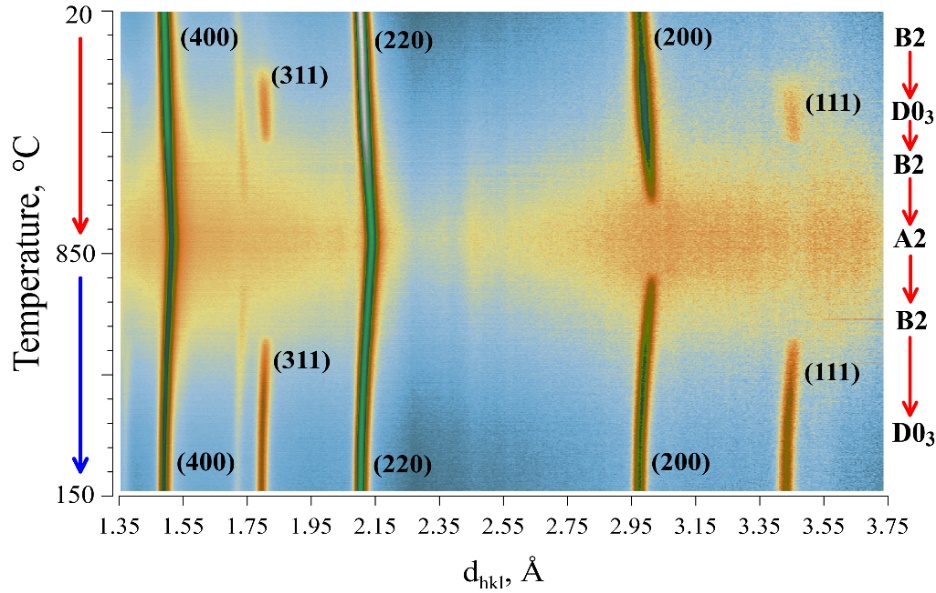 20
(400)
(220)
(200)
B2
(311)
(111)
D0₃
B2
Temperature, °C
850
A2
B2
(311)
(111)
D0₃
(400)
(220)
(200)
150
1.35 1.55 1.75 1.95 2.15 2.35 2.55 2.75 2.95 3.15 3.35 3.55 3.75
dₕₖₗ, Å